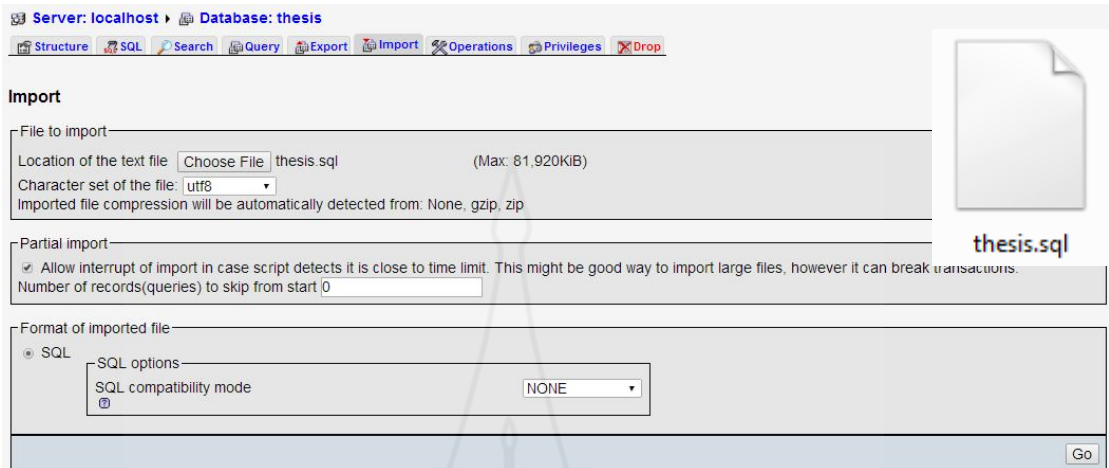 Server: localhost ▸ Database: thesis
Structure SQL Search Query Export Import Operations Privileges Drop
Import
File to import
Location of the text file Choose File thesis.sql (Max: 81,920KiB)
Character set of the file: utf8
Imported file compression will be automatically detected from: None, gzip, zip
thesis.sql
Partial import
Allow interrupt of import in case script detects it is close to time limit. This might be good way to import large files, however it can break transactions.
Number of records(queries) to skip from start 0
Format of imported file
SQL
SQL options
SQL compatibility mode NONE
Go